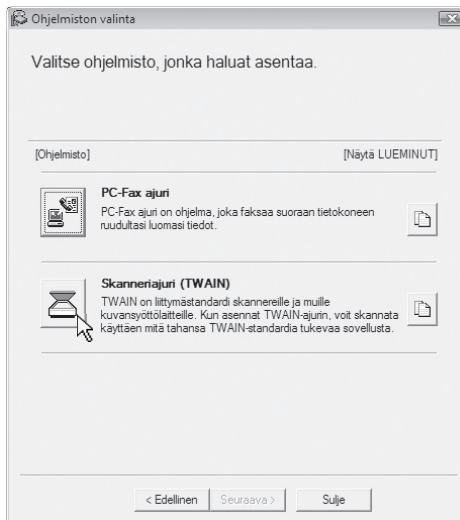 Ohjelmiston valinta
Valitse ohjelmisto, jonka haluat asentaa.
[Ohjelmisto] [Näytä LUEMINUT]
PC-Fax ajuri
PC-Fax ajuri on ohjelma, joka faksaa suoraan tietokoneen
ruudultasi luomasi tiedot.
Skanneriajuri (TWAIN)
TWAIN on liittymästandardi skannereille ja muille
kuvansyöttölaitteille. Kun asennat TWAIN-ajurin, voit skannata
käyttäen mitä tahansa TWAIN-standardia tukevaa sovellusta.
< Edellinen Seuraava > Sulje